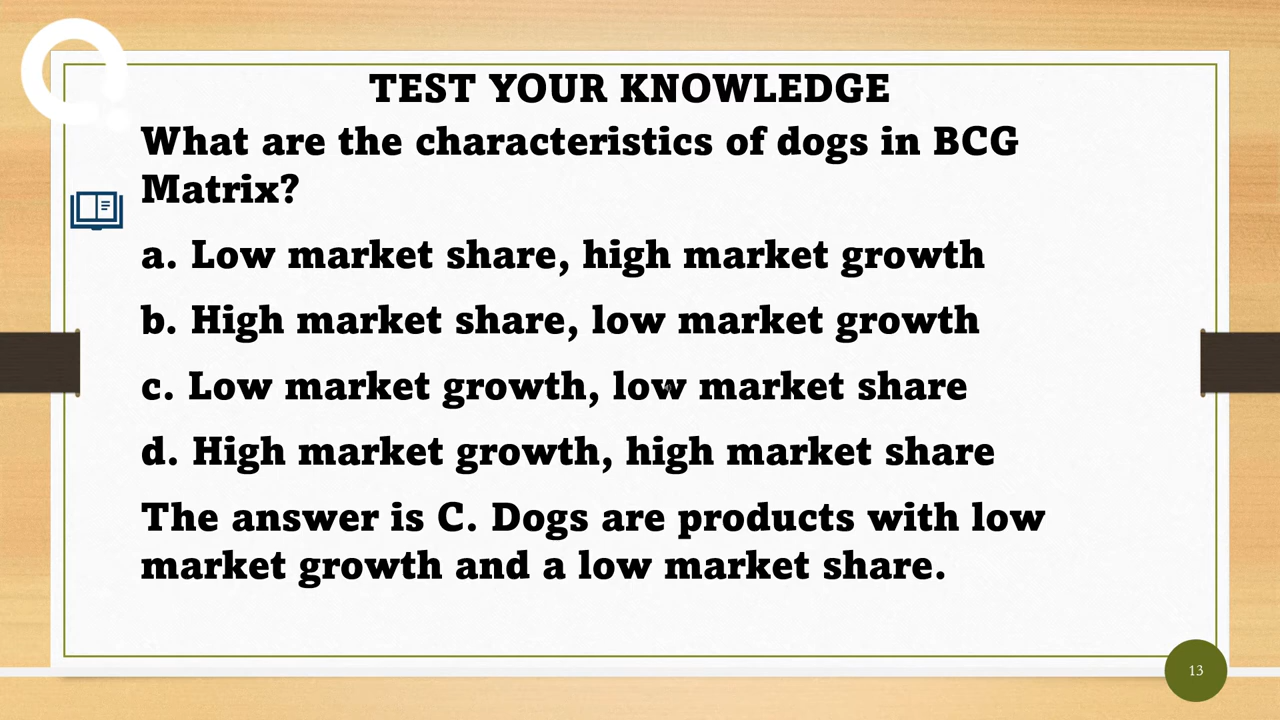 TEST YOUR KNOWLEDGE
What are the characteristics of dogs in BCG
Matrix?
a. Low market share, high market growth
b. High market share, low market growth
c. Low market growth, low market share
d. High market growth, high market share
The answer is C. Dogs are products with low
market growth and a low market share.
13